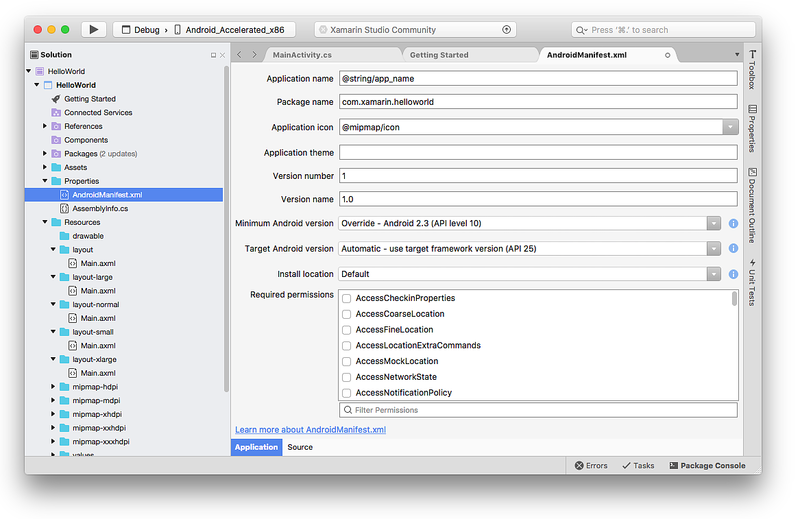 Debug › Android_Accelerated_x86
Xamarin Studio Community
Press '⌘.' to search
Solution
HelloWorld
HelloWorld
Getting Started
Connected Services
References
Components
Packages (2 updates)
Assets
Properties
AndroidManifest.xml
AssemblyInfo.cs
Resources
drawable
layout
Main.axml
layout-large
Main.axml
layout-normal
Main.axml
layout-small
Main.axml
layout-xlarge
Main.axml
mipmap-hdpi
mipmap-mdpi
mipmap-xhdpi
mipmap-xxhdpi
mipmap-xxxhdpi
values
MainActivity.cs
Getting Started
AndroidManifest.xml
Application name @string/app_name
Package name com.xamarin.helloworld
Application icon @mipmap/icon
Application theme
Version number 1
Version name 1.0
Minimum Android version Override - Android 2.3 (API level 10)
Target Android version Automatic - use target framework version (API 25)
Install location Default
Required permissions
AccessCheckinProperties
AccessCoarseLocation
AccessFineLocation
AccessLocationExtraCommands
AccessMockLocation
AccessNetworkState
AccessNotificationPolicy
Filter Permissions
Learn more about AndroidManifest.xml
Application Source
Toolbox
Properties
Document Outline
Unit Tests
Errors
Tasks
Package Console